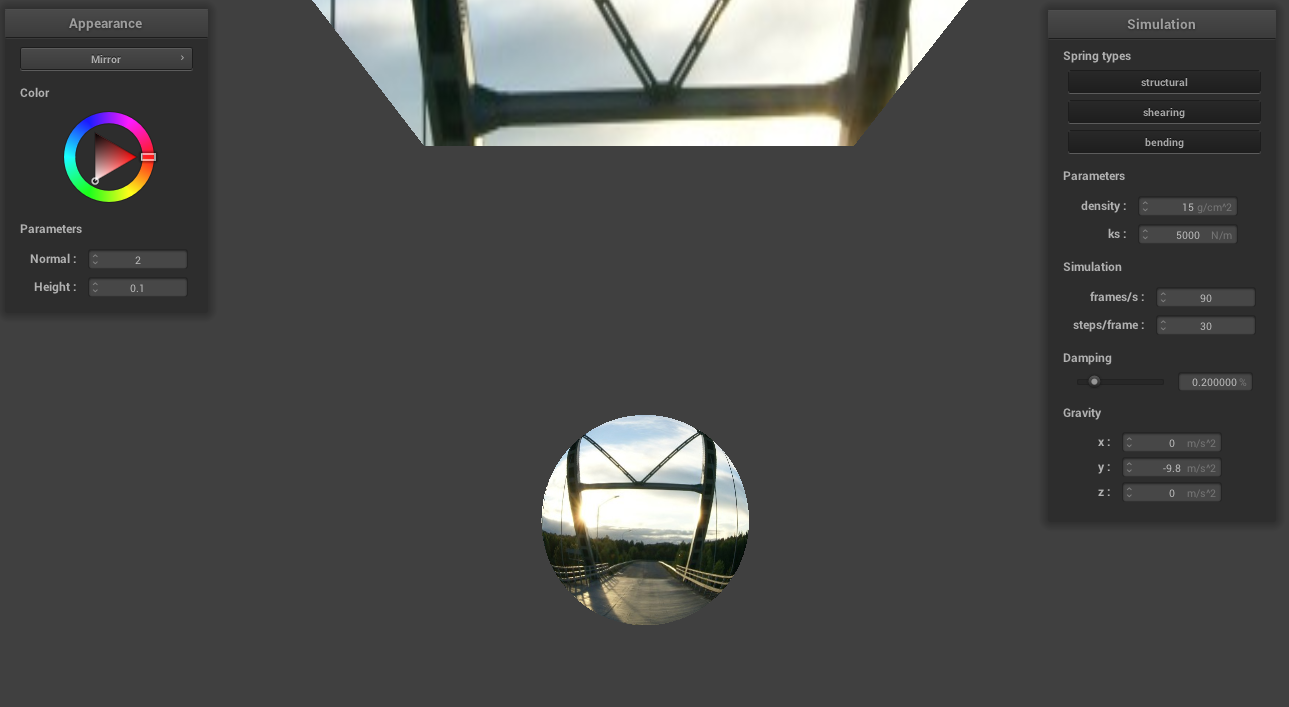 Appearance
Mirror
Color
Parameters
Normal :
2
Height :
0.1
Simulation
Spring types
structural
shearing
bending
Parameters
density :
15 g/cm^2
ks :
5000 N/m
Simulation
frames/s :
90
steps/frame :
30
Damping
0.200000 %
Gravity
x :
0 m/s^2
y :
-9.8 m/s^2
z :
0 m/s^2